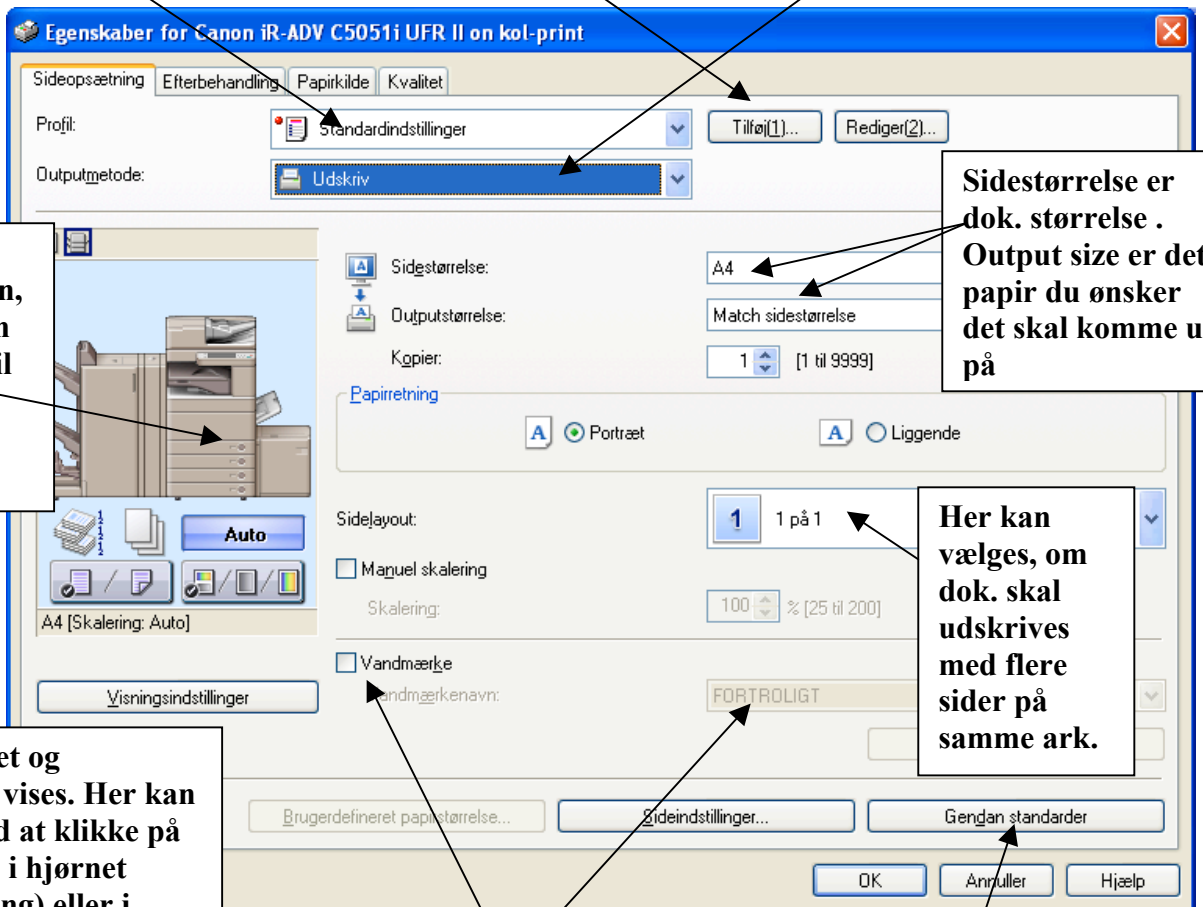 Egenskaber for Canon iR-ADV C5051i UFR II on kol-print
Sideopsætning Efterbehandling Papirkilde Kvalitet
Profil: Standardindstillinger Tilføj(1)... Rediger(2)...
Outputmetode: Udskriv
Sidestørrelse er
dok. størrelse .
Output size er det
papir du ønsker
det skal komme u
på
Sidestørrelse: A4
Outputstørrelse: Match sidestørrelse
Kopier: 1 [1 til 9999]
Papirretning
A Portræt A Liggende
Sidelayout: 1 1 på 1
Her kan
vælges, om
dok. skal
udskrives
med flere
sider på
samme ark.
Auto
Manuel skalering
Skalering: 100 % [25 til 200]
A4 [Skalering: Auto]
Vandmærke
Vandmærkenavn: FORTROLIGT
Visningsindstillinger
et og
vises. Her kan
d at klikke på
i hjørnet
ng) eller i
Brugerdefineret papirstørrelse... Sideindstillinger... Gendan standarder
OK Annuller Hjælp